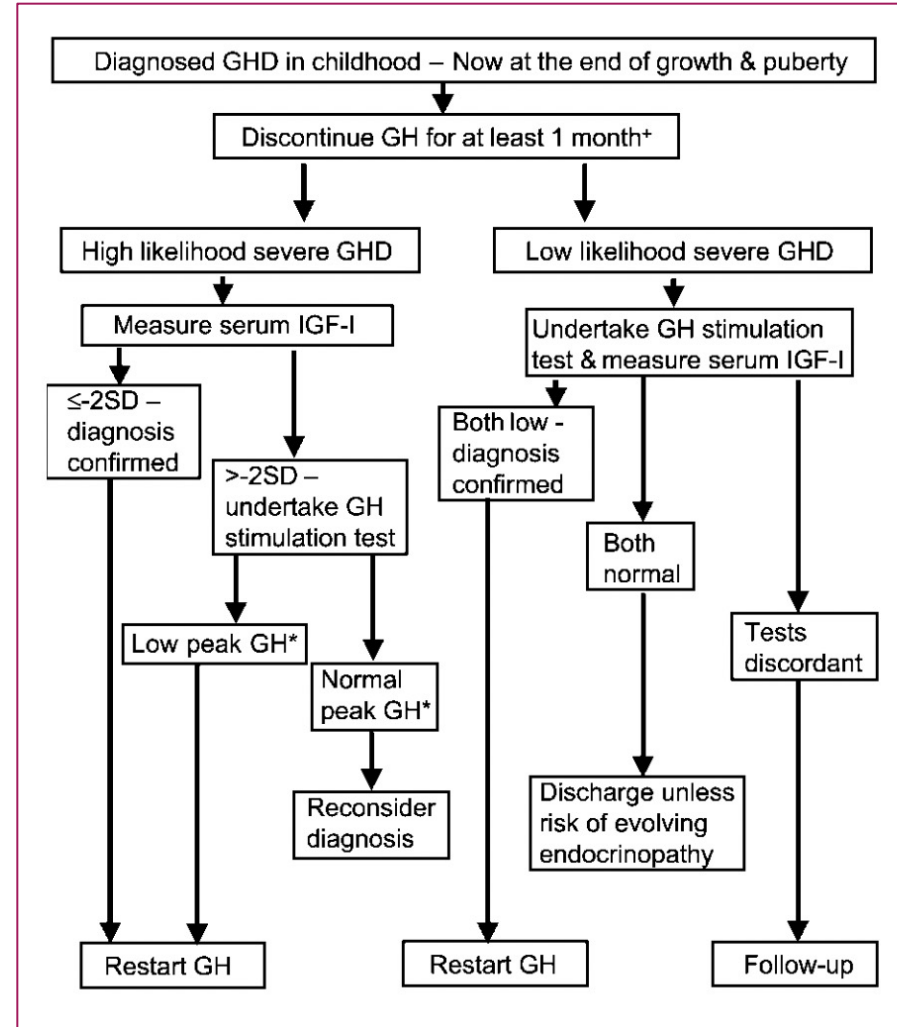 Diagnosed GHD in childhood – Now at the end of growth & puberty
Discontinue GH for at least 1 month⁺
High likelihood severe GHD
Low likelihood severe GHD
Measure serum IGF-I
Undertake GH stimulation
test & measure serum IGF-I
≤-2SD –
diagnosis
confirmed
>-2SD –
undertake GH
stimulation test
Both low -
diagnosis
confirmed
Both
normal
Tests
discordant
Low peak GH*
Normal
peak GH*
Reconsider
diagnosis
Discharge unless
risk of evolving
endocrinopathy
Restart GH
Restart GH
Follow-up